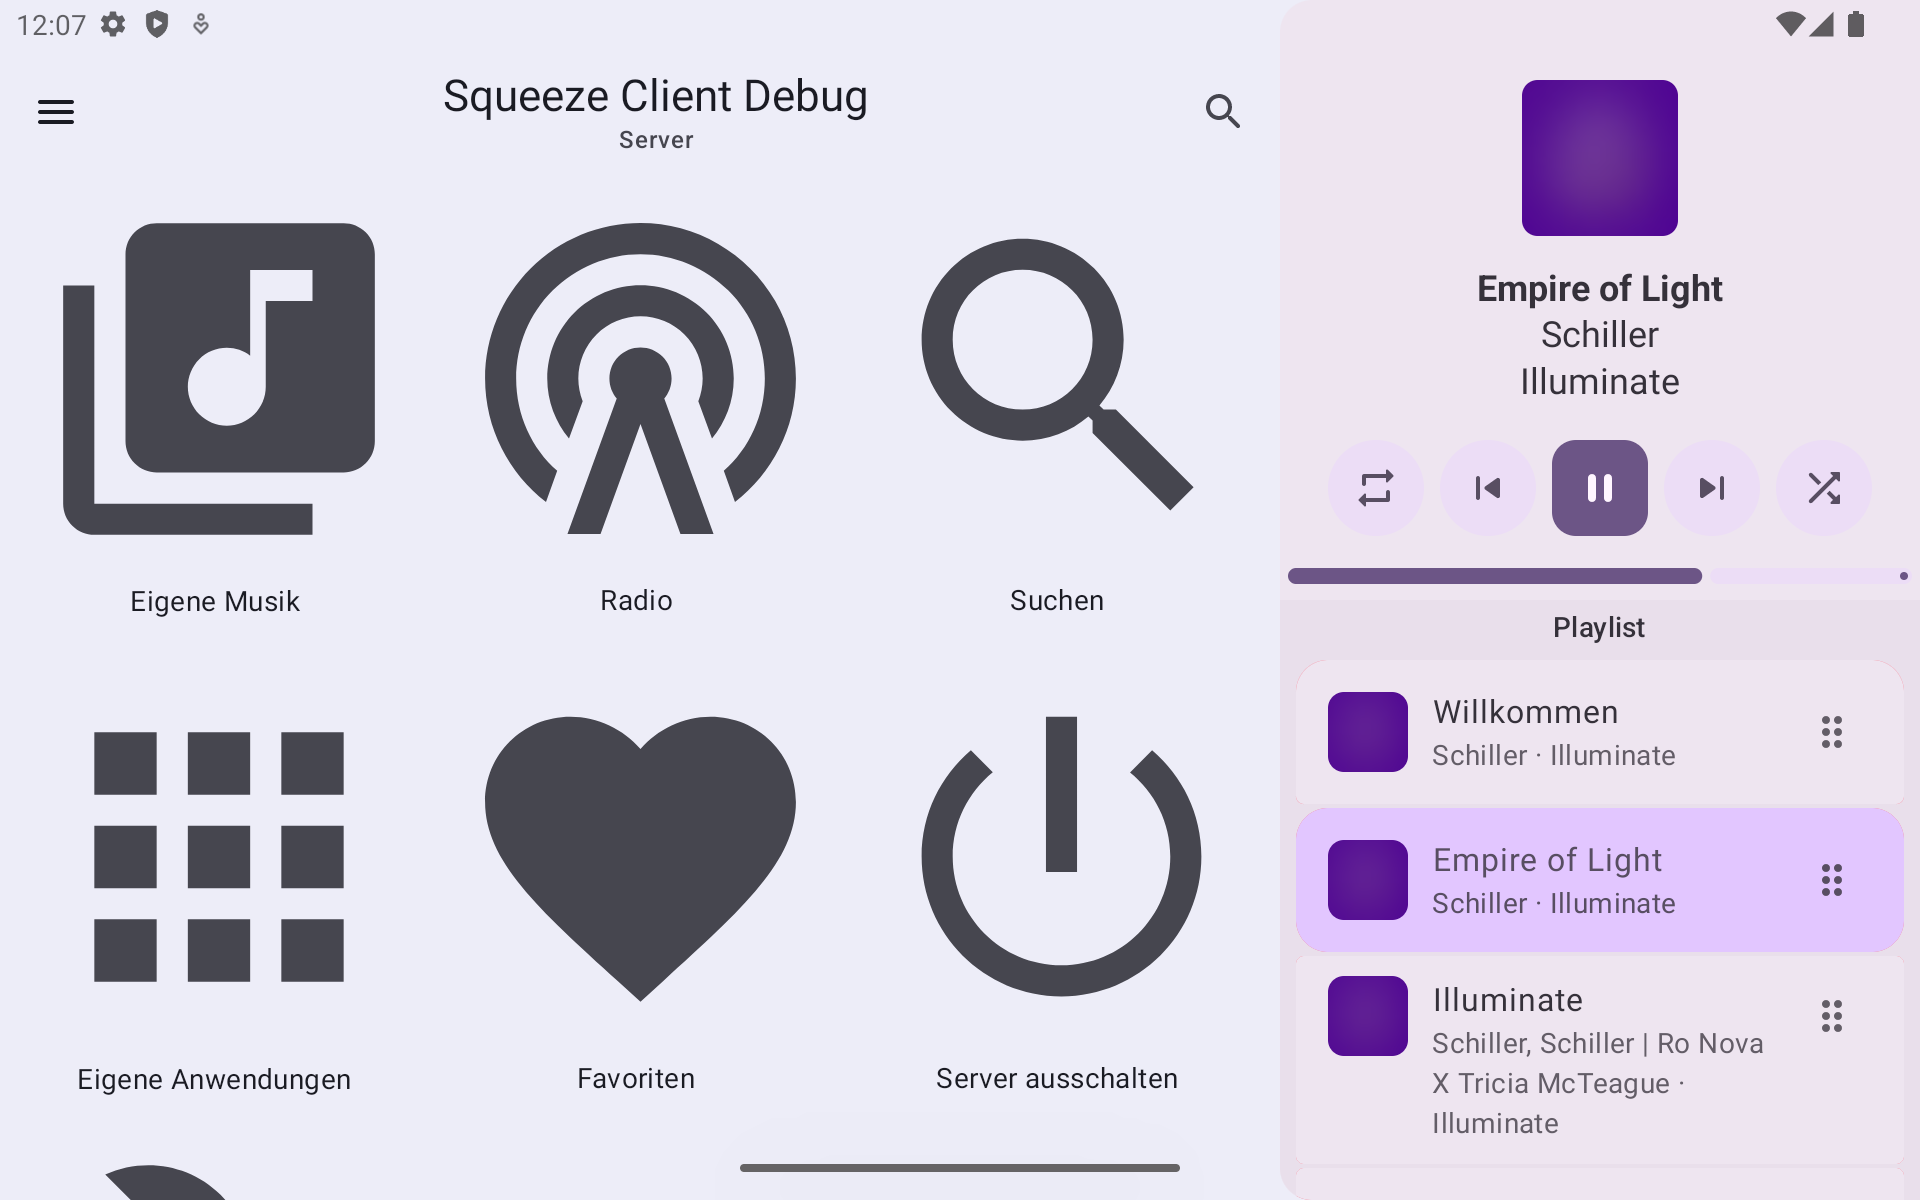 12:07
Squeeze Client Debug
Server
Eigene Musik
Radio
Suchen
Eigene Anwendungen
Favoriten
Server ausschalten
Empire of Light
Schiller
Illuminate
Playlist
Willkommen
Schiller · Illuminate
Empire of Light
Schiller · Illuminate
Illuminate
Schiller, Schiller | Ro Nova
X Tricia McTeague ·
Illuminate